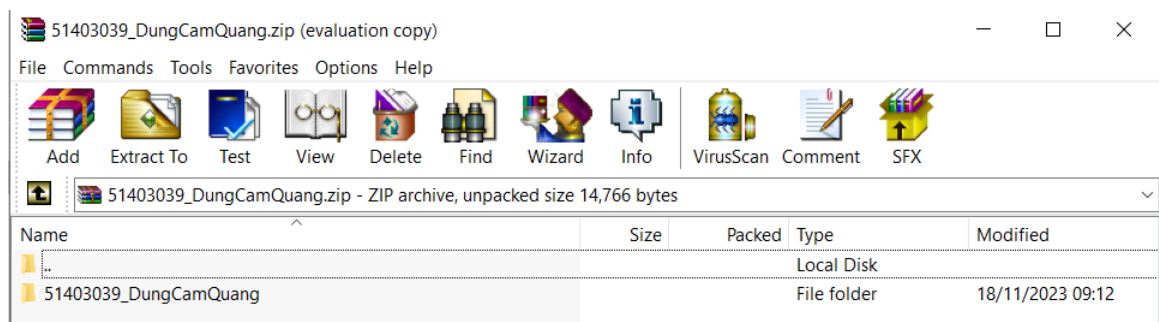 51403039_DungCamQuang.zip (evaluation copy)
File Commands Tools Favorites Options Help
Add Extract To Test View Delete Find Wizard Info VirusScan Comment SFX
51403039_DungCamQuang.zip - ZIP archive, unpacked size 14,766 bytes
Name Size Packed Type Modified
.. Local Disk
51403039_DungCamQuang File folder 18/11/2023 09:12